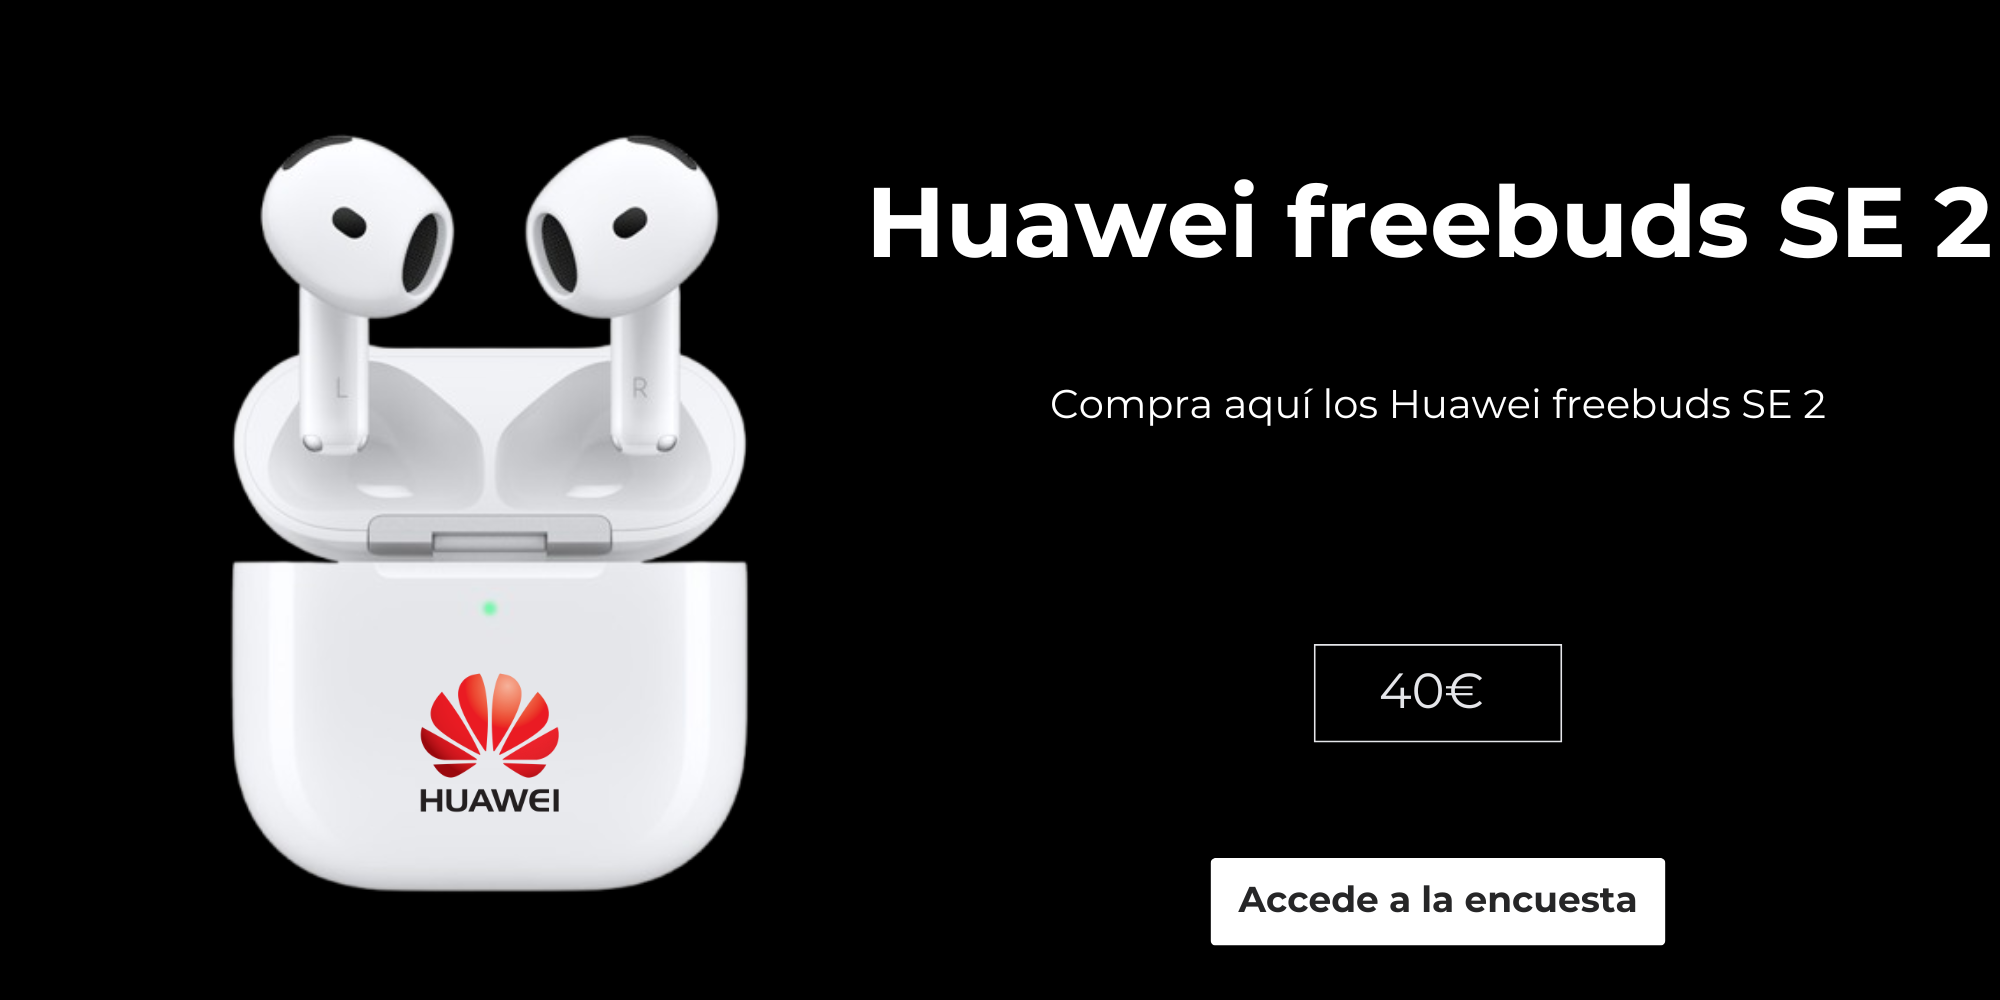 Huawei freebuds SE 2
Compra aquí los Huawei freebuds SE 2
L
R
40€
HUAWEI
Accede a la encuesta